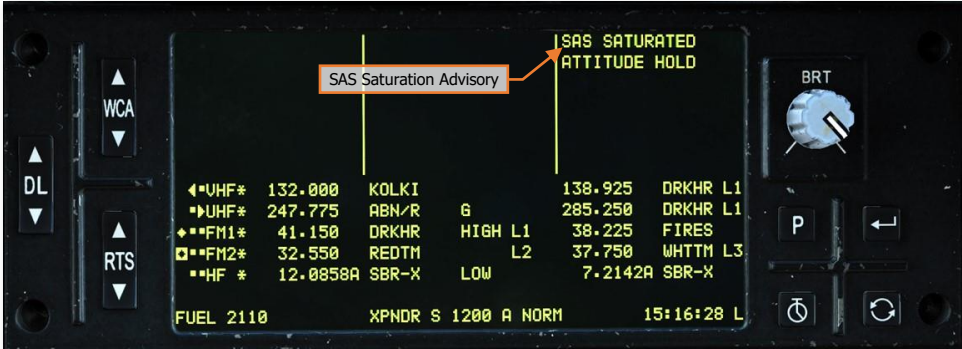 SAS SATURATED
ATTITUDE HOLD
SAS Saturation Advisory
BRT
WCA
DL
RTS
P
VHF* 132.000 KOLKI 138.925 DRKHR L1
UHF* 247.775 ABN/R G 285.250 DRKHR L1
FM1* 41.150 DRKHR HIGH L1 38.225 FIRES
FM2* 32.550 REDTM L2 37.750 WHTTM L3
HF * 12.0858A SBR-X LOW 7.2142A SBR-X
FUEL 2110 XPNDR S 1200 A NORM 15:16:28 L